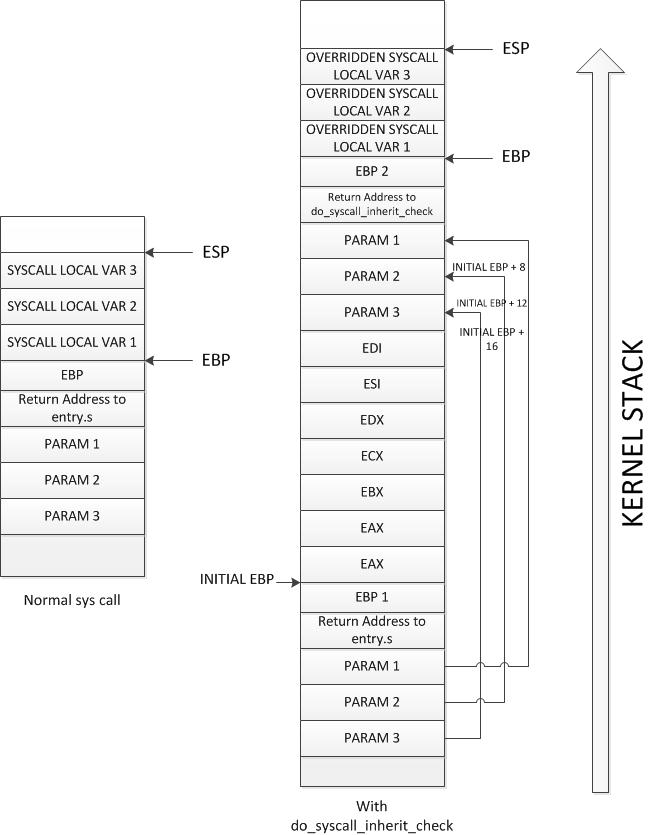 ESP
SYSCALL LOCAL VAR 3
SYSCALL LOCAL VAR 2
SYSCALL LOCAL VAR 1
EBP
EBP
Return Address to
entry.s
PARAM 1
PARAM 2
PARAM 3
Normal sys call
ESP
OVERRIDDEN SYSCALL
LOCAL VAR 3
OVERRIDDEN SYSCALL
LOCAL VAR 2
OVERRIDDEN SYSCALL
LOCAL VAR 1
EBP
EBP 2
Return Address to
do_syscall_inherit_check
PARAM 1
PARAM 2
INITIAL EBP + 8
PARAM 3
INITIAL EBP + 12
INITIAL EBP +
16
EDI
ESI
EDX
ECX
EBX
EAX
EAX
INITIAL EBP
EBP 1
Return Address to
entry.s
PARAM 1
PARAM 2
PARAM 3
With
do_syscall_inherit_check
KERNEL STACK